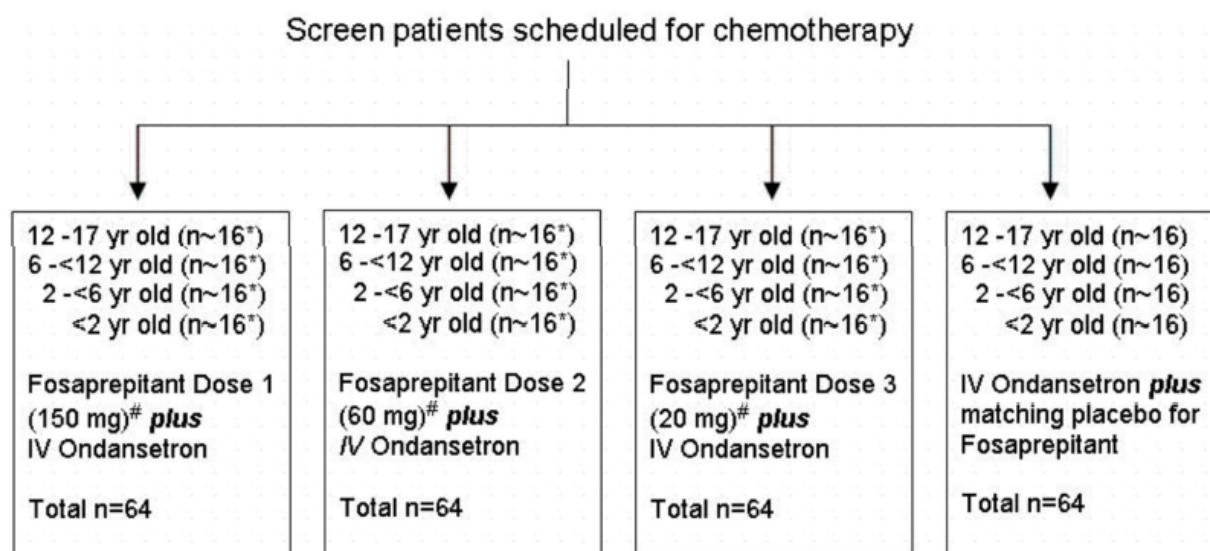 Screen patients scheduled for chemotherapy
12 -17 yr old (n~16*)
6 -<12 yr old (n~16*)
2 -<6 yr old (n~16*)
<2 yr old (n~16*)
Fosaprepitant Dose 1
(150 mg)# plus
IV Ondansetron
Total n=64
12 -17 yr old (n~16*)
6 -<12 yr old (n~16*)
2 -<6 yr old (n~16*)
<2 yr old (n~16*)
Fosaprepitant Dose 2
(60 mg)# plus
IV Ondansetron
Total n=64
12 -17 yr old (n~16*)
6 -<12 yr old (n~16*)
2 -<6 yr old (n~16*)
<2 yr old (n~16*)
Fosaprepitant Dose 3
(20 mg)# plus
IV Ondansetron
Total n=64
12 -17 yr old (n~16)
6 -<12 yr old (n~16)
2 -<6 yr old (n~16)
<2 yr old (n~16)
IV Ondansetron plus
matching placebo for
Fosaprepitant
Total n=64